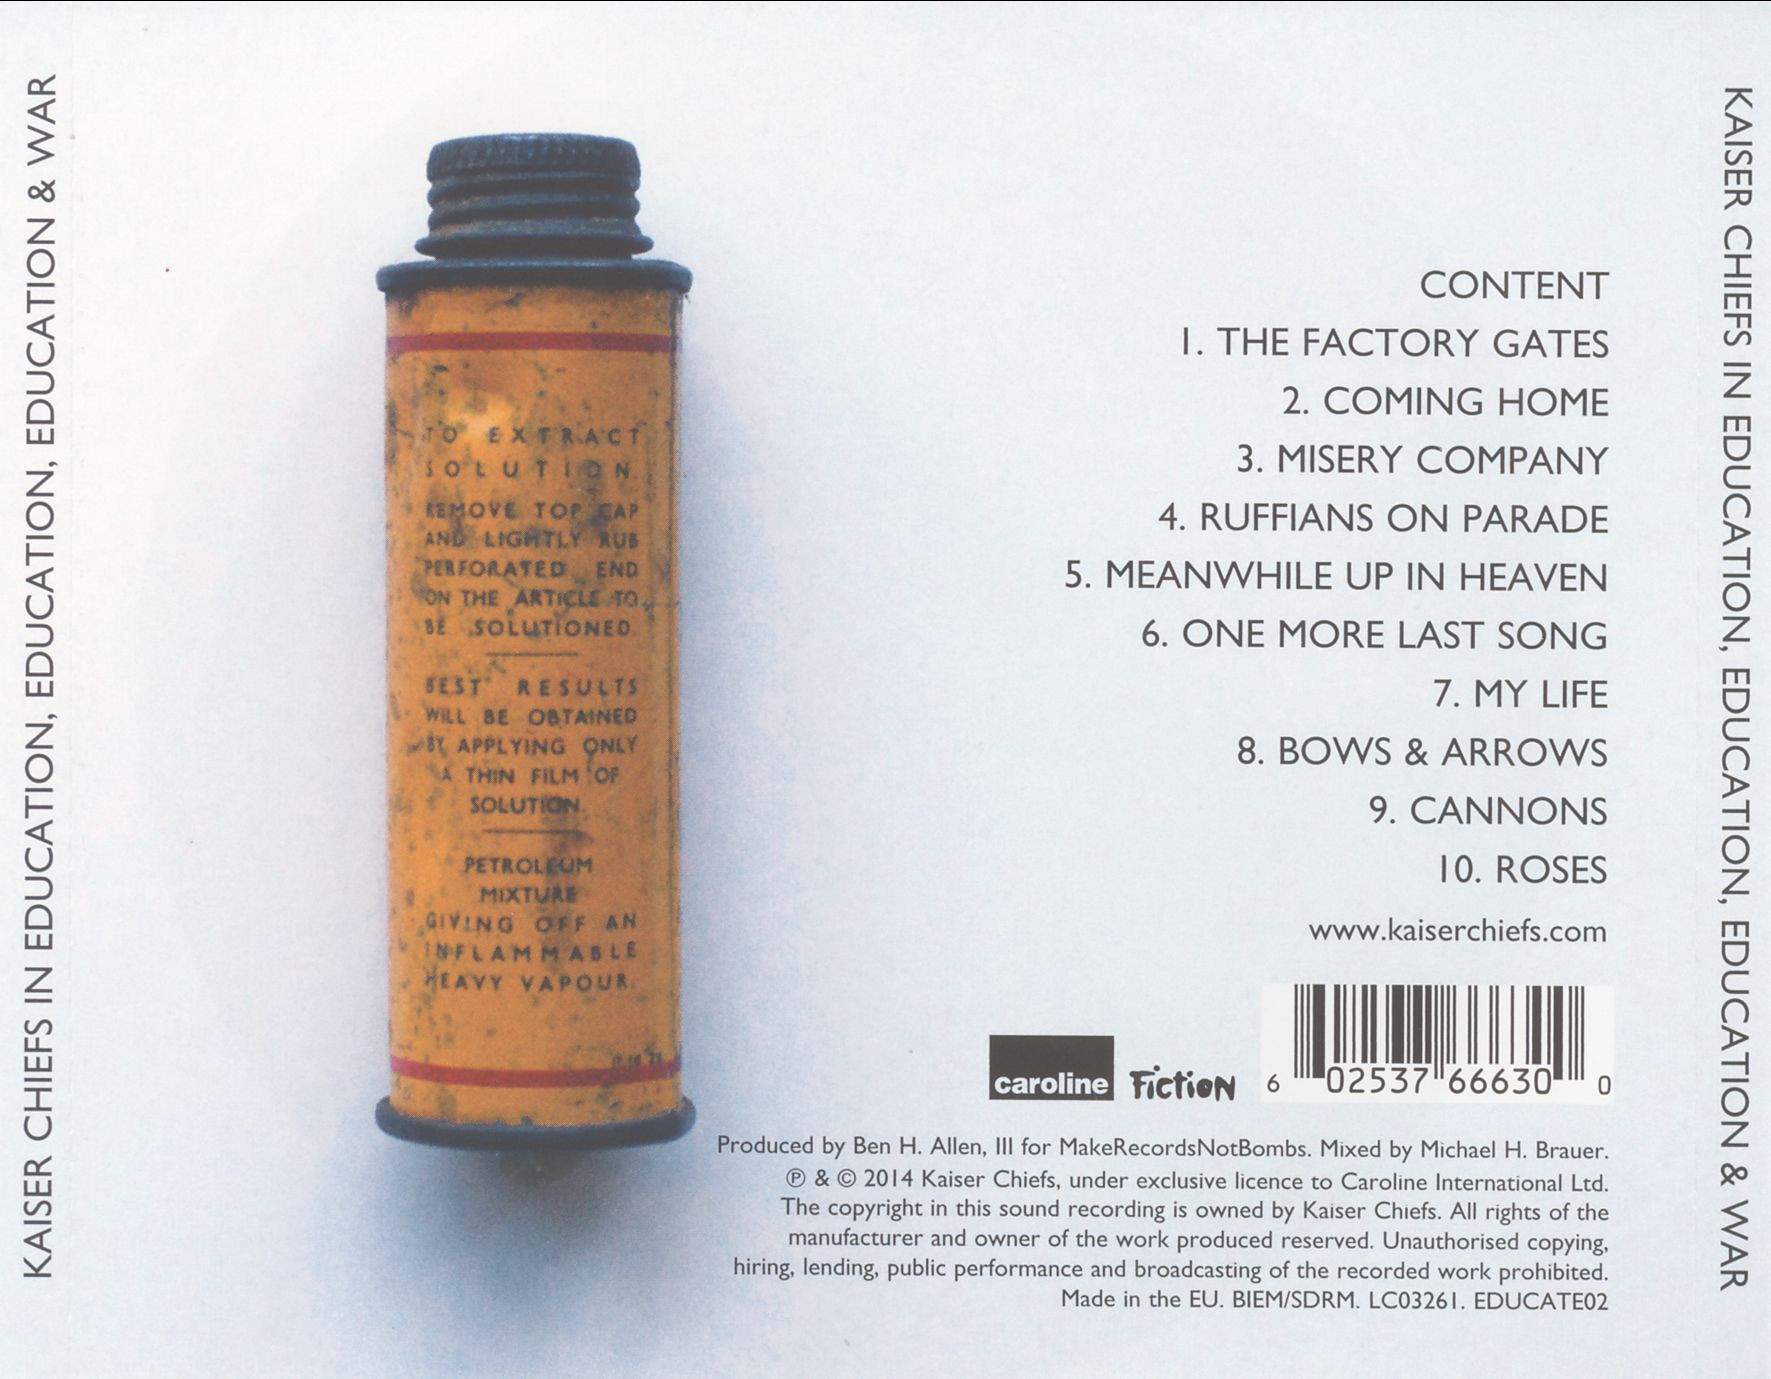 KAISER CHIEFS IN EDUCATION, EDUCATION, EDUCATION & WAR
TO EXTRACT
SOLUTION.
REMOVE TOP CAP
AND LIGHTLY RUB
PERFORATED END
ON THE ARTICLE TO
BE SOLUTIONED.
BEST RESULTS
WILL BE OBTAINED
BY APPLYING ONLY
A THIN FILM OF
SOLUTION.
PETROLEUM
MIXTURE
GIVING OFF AN
INFLAMMABLE
HEAVY VAPOUR.
CONTENT
1. THE FACTORY GATES
2. COMING HOME
3. MISERY COMPANY
4. RUFFIANS ON PARADE
5. MEANWHILE UP IN HEAVEN
6. ONE MORE LAST SONG
7. MY LIFE
8. BOWS & ARROWS
9. CANNONS
10. ROSES
www.kaiserchiefs.com
caroline
Fiction
6 02537 66630 0
Produced by Ben H. Allen, III for MakeRecordsNotBombs. Mixed by Michael H. Brauer.
℗ & © 2014 Kaiser Chiefs, under exclusive licence to Caroline International Ltd.
The copyright in this sound recording is owned by Kaiser Chiefs. All rights of the
manufacturer and owner of the work produced reserved. Unauthorised copying,
hiring, lending, public performance and broadcasting of the recorded work prohibited.
Made in the EU. BIEM/SDRM. LC03261. EDUCATE02
KAISER CHIEFS IN EDUCATION, EDUCATION, EDUCATION & WAR